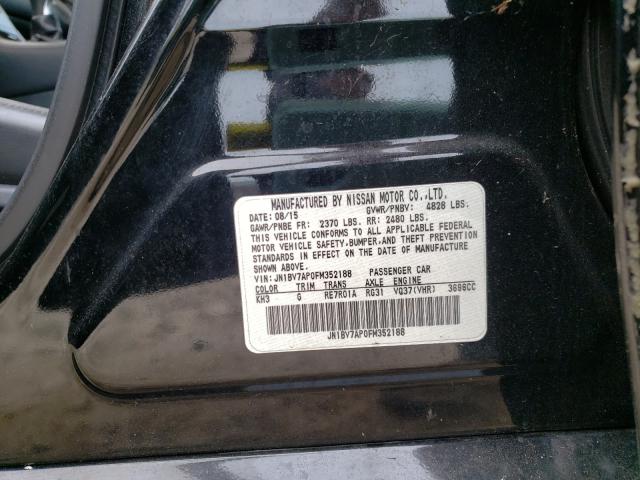 MANUFACTURED BY NISSAN MOTOR CO.,LTD.
DATE: 08/15 GVWR/PNBV: 4828 LBS.
GAWR/PNBE FR: 2370 LBS. RR: 2480 LBS.
THIS VEHICLE CONFORMS TO ALL APPLICABLE FEDERAL
MOTOR VEHICLE SAFETY, BUMPER, AND THEFT PREVENTION
STANDARDS IN EFFECT ON THE DATE OF MANUFACTURE
SHOWN ABOVE.
VIN: JN1BV7AP0FM352188 PASSENGER CAR
COLOR TRIM TRANS AXLE ENGINE
KH3 G RE7R01A RG31 VQ37(VHR) 3696CC
JN1BV7AP0FM352188